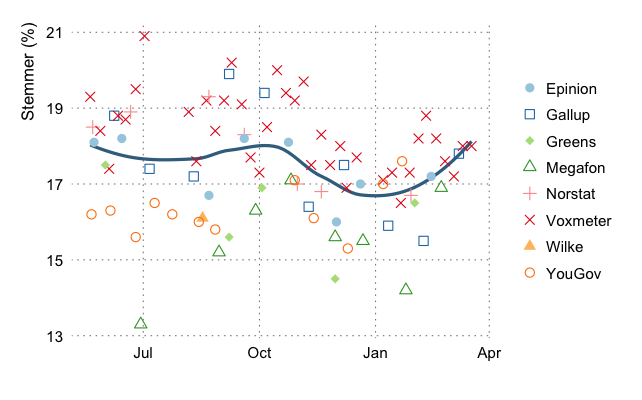 Stemmer (%)
21
19
17
15
13
Jul
Oct
Jan
Apr
Epinion
Gallup
Greens
Megafon
Norstat
Voxmeter
Wilke
YouGov